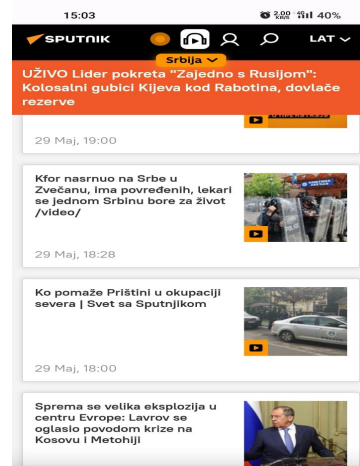 15:03
2.00 KB/S 4G 40%
SPUTNIK
LAT
Srbija
UŽIVO Lider pokreta "Zajedno s Rusijom":
Kolosalni gubici Kijeva kod Rabotina, dovlače
rezerve
29 Maj, 19:00
Kfor nasrnuo na Srbe u
Zvečanu, ima povređenih, lekari
se jednom Srbinu bore za život
/video/
29 Maj, 18:28
Ko pomaže Prištini u okupaciji
severa | Svet sa Sputnjikom
29 Maj, 18:00
Sprema se velika eksplozija u
centru Evrope: Lavrov se
oglasio povodom krize na
Kosovu i Metohiji